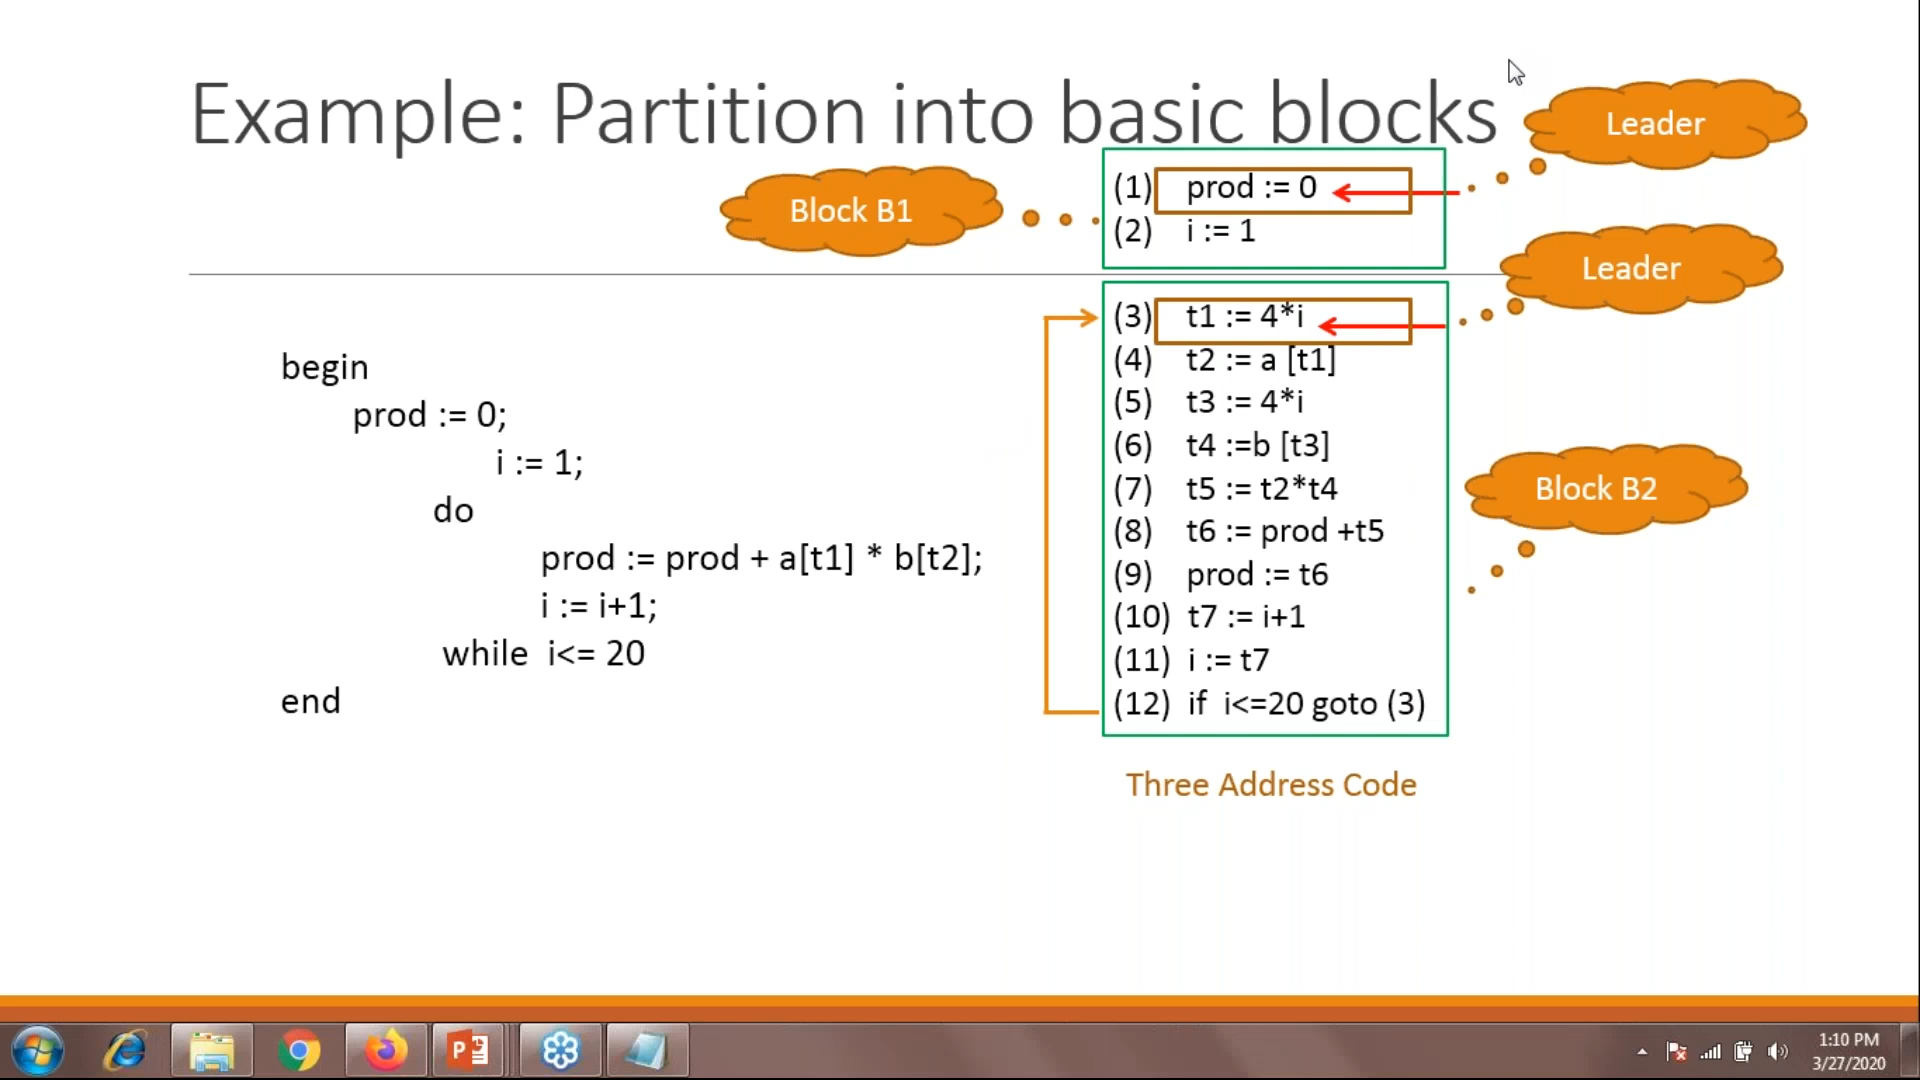 Example: Partition into basic blocks
Leader
Block B1
(1) prod := 0
(2) i := 1
Leader
begin
prod := 0;
i := 1;
do
prod := prod + a[t1] * b[t2];
i := i+1;
while i<= 20
end
(3) t1 := 4*i
(4) t2 := a [t1]
(5) t3 := 4*i
(6) t4 :=b [t3]
(7) t5 := t2*t4
(8) t6 := prod +t5
(9) prod := t6
(10) t7 := i+1
(11) i := t7
(12) if i<=20 goto (3)
Block B2
Three Address Code
1:10 PM
3/27/2020